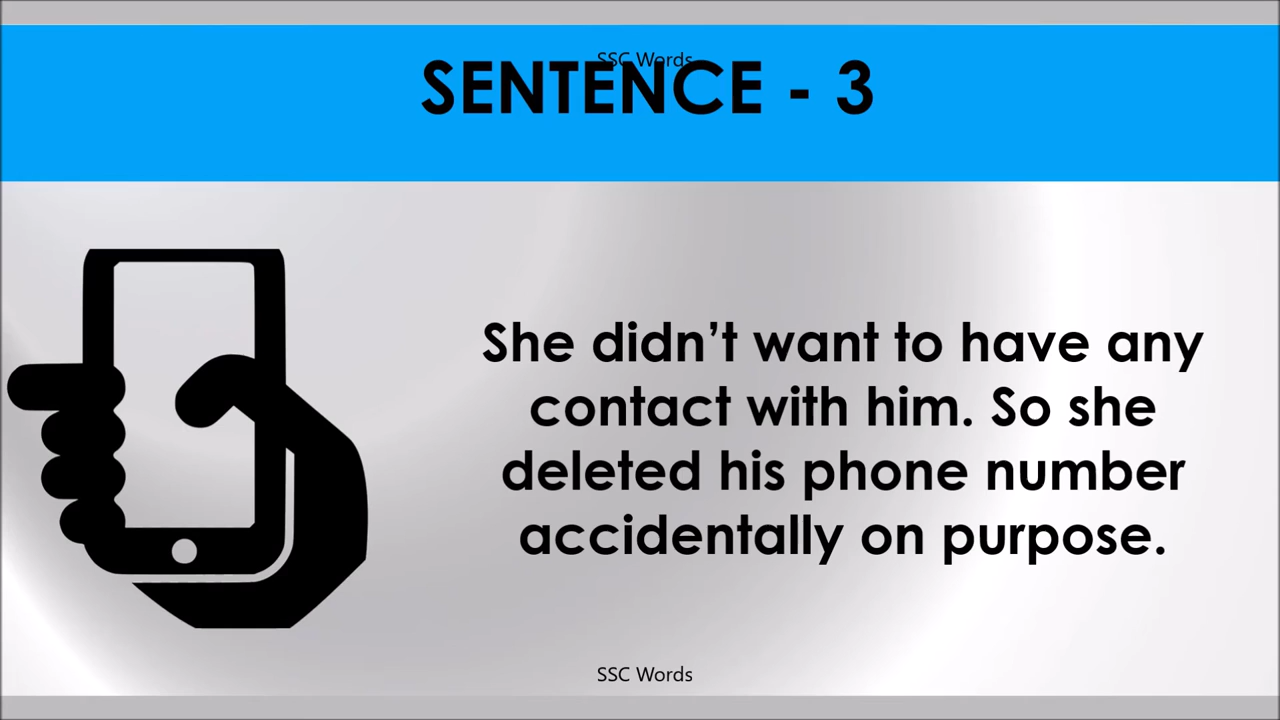 SSC Words
SENTENCE - 3
She didn’t want to have any
contact with him. So she
deleted his phone number
accidentally on purpose.
SSC Words